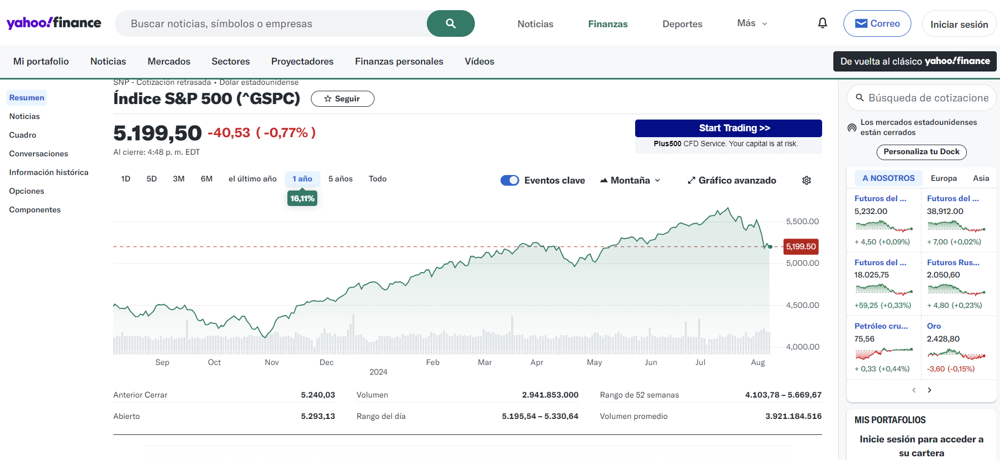 yahoo!finance
Buscar noticias, símbolos o empresas
Noticias
Finanzas
Deportes
Más
Correo
Iniciar sesión
Mi portafolio
Noticias
Mercados
Sectores
Proyectadores
Finanzas personales
Vídeos
De vuelta al clásico yahoo!finance
Resumen
Noticias
Cuadro
Conversaciones
Información histórica
Opciones
Componentes
SNP - Cotización retrasada • Dólar estadounidense
Índice S&P 500 (^GSPC)
Seguir
5.199,50 -40,53 ( -0,77% )
Al cierre: 4:48 p. m. EDT
Start Trading >>
Plus500 CFD Service. Your capital is at risk.
1D 5D 3M 6M el último año 1 año 5 años Todo
16,11%
Eventos clave
Montaña
Gráfico avanzado
5,500.00
5,199.50
5,000.00
4,500.00
4,000.00
Sep Oct Nov Dec Feb Mar Apr May Jun Jul Aug
2024
Anterior Cerrar 5.240,03
Volumen 2.941.853.000
Rango de 52 semanas 4.103,78 – 5.669,67
Abierto 5.293,13
Rango del día 5.195,54 – 5.330,64
Volumen promedio 3.921.184.516
Búsqueda de cotizacione
Los mercados estadounidenses
están cerrados
Personaliza tu Dock
A NOSOTROS Europa Asia
Futuros del ...
5,232.00
+ 4,50 (+0,09%)
Futuros del ...
38,912.00
+ 7,00 (+0,02%)
Futuros del ...
18.025,75
+59,25 (+0,33%)
Futuros Rus...
2.050,60
+ 4,80 (+0,23%)
Petróleo cru...
75,56
+ 0,33 (+0,44%)
Oro
2.428,80
-3,60 (-0,15%)
MIS PORTAFOLIOS
Inicie sesión para acceder a
su cartera